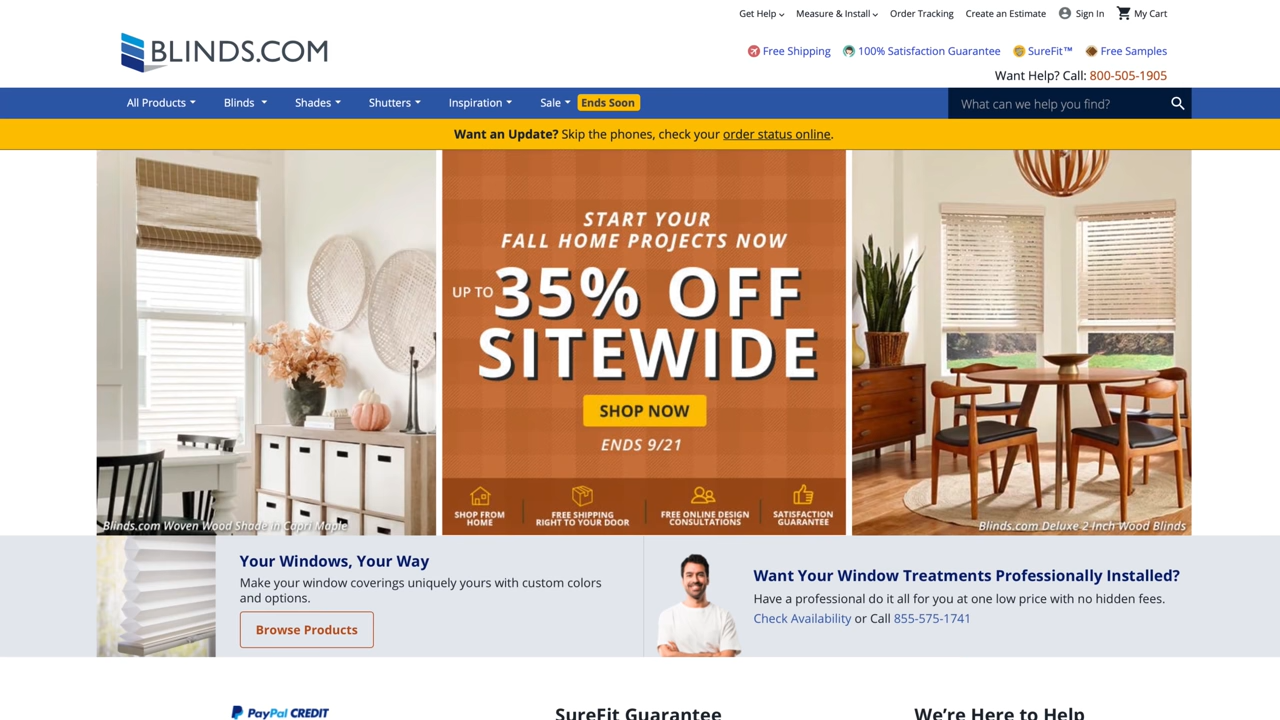 Get Help
Measure & Install
Order Tracking
Create an Estimate
Sign In
My Cart
BLINDS.COM
Free Shipping
100% Satisfaction Guarantee
SureFit™
Free Samples
Want Help? Call: 800-505-1905
All Products
Blinds
Shades
Shutters
Inspiration
Sale
Ends Soon
What can we help you find?
Want an Update? Skip the phones, check your order status online.
START YOUR
FALL HOME PROJECTS NOW
UP TO 35% OFF
SITEWIDE
SHOP NOW
ENDS 9/21
SHOP FROM
HOME
FREE SHIPPING
RIGHT TO YOUR DOOR
FREE ONLINE DESIGN
CONSULTATIONS
SATISFACTION
GUARANTEE
Blinds.com Woven Wood Shade in Capri Maple
Blinds.com Deluxe 2 Inch Wood Blinds
Your Windows, Your Way
Make your window coverings uniquely yours with custom colors
and options.
Browse Products
Want Your Window Treatments Professionally Installed?
Have a professional do it all for you at one low price with no hidden fees.
Check Availability or Call 855-575-1741
PayPal CREDIT
SureFit Guarantee
We’re Here to Help